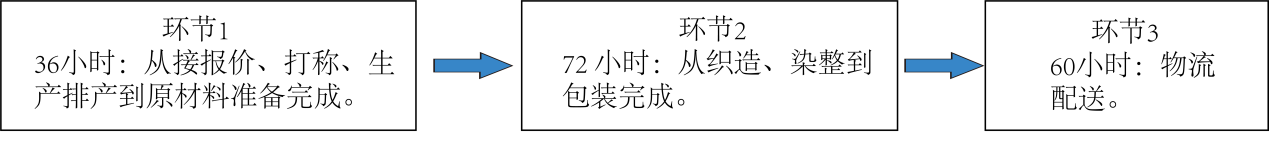 环节1
36小时：从接报价、打称、生
产排产到原材料准备完成。
环节2
72 小时：从织造、染整到
包装完成。
环节3
60小时：物流
配送。